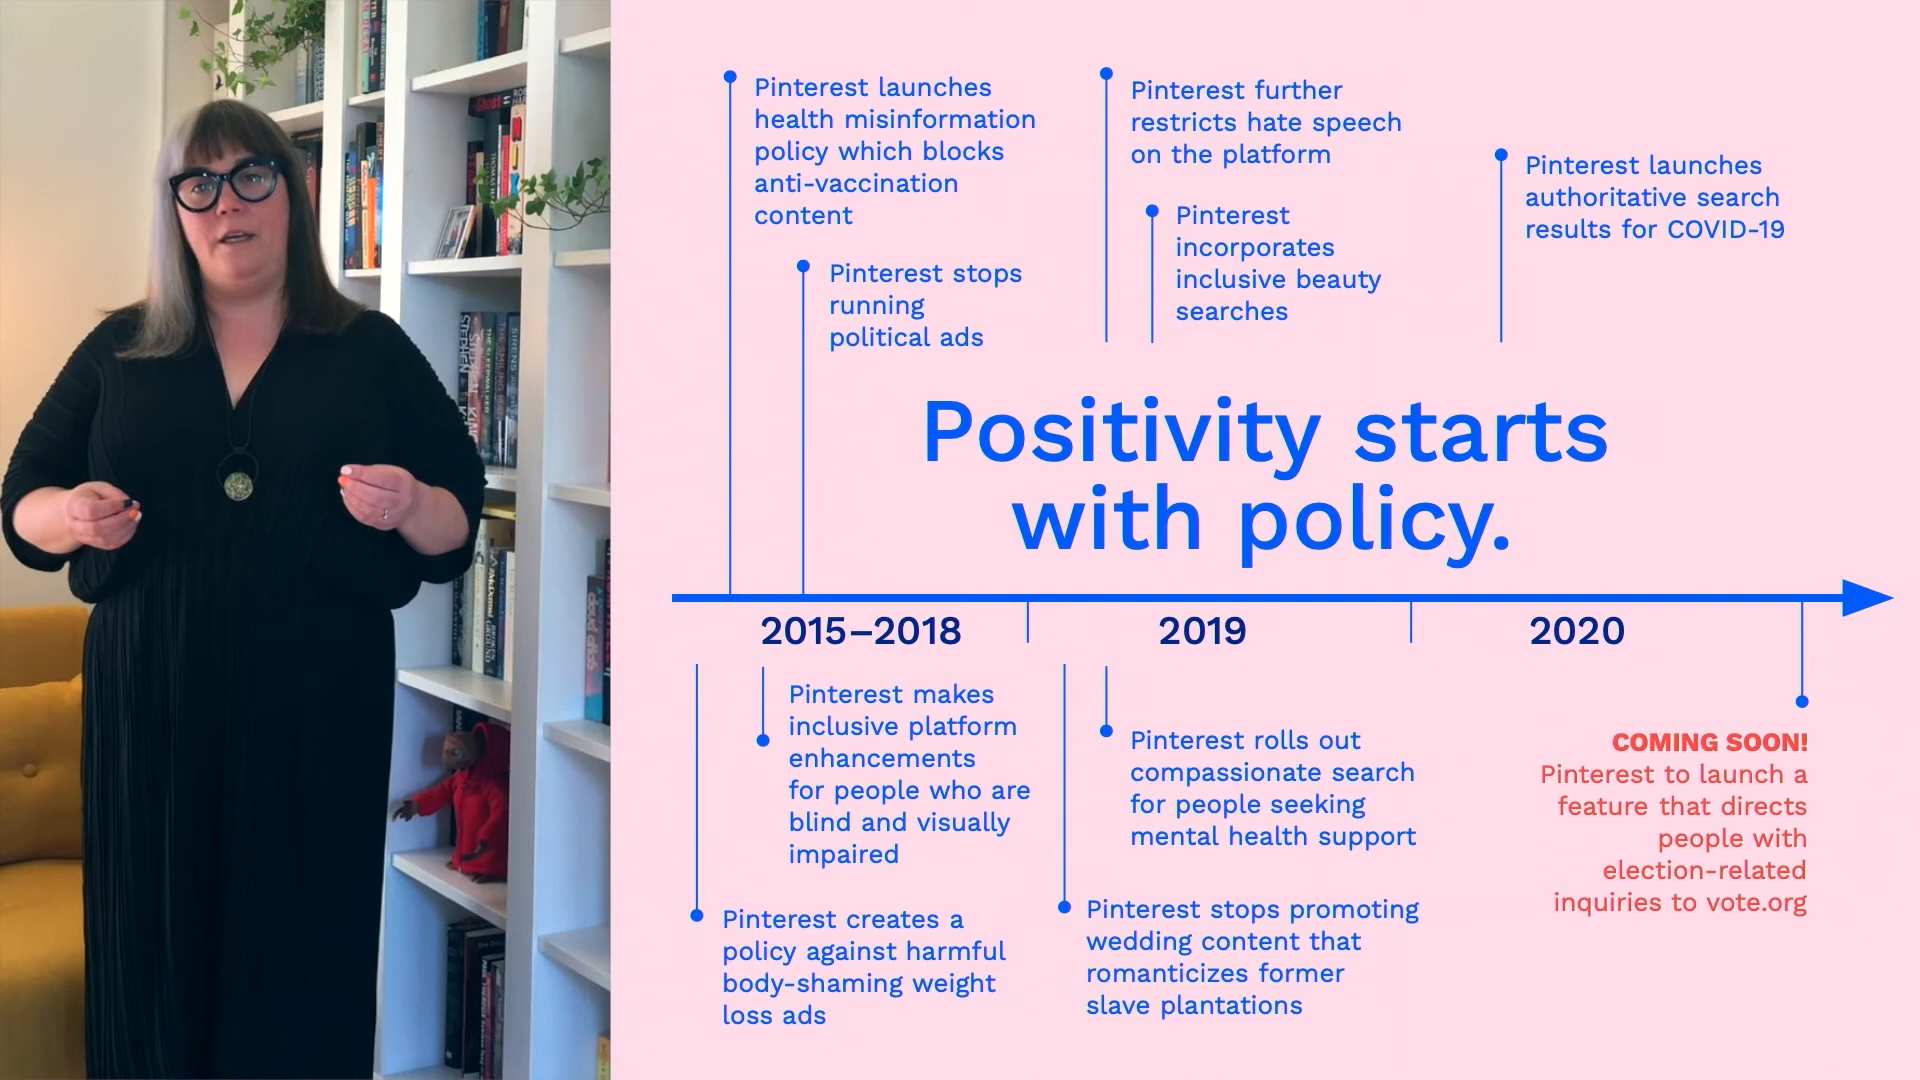 Pinterest launches
health misinformation
policy which blocks
anti-vaccination
content
Pinterest stops
running
political ads
Pinterest further
restricts hate speech
on the platform
Pinterest
incorporates
inclusive beauty
searches
Pinterest launches
authoritative search
results for COVID-19
Positivity starts
with policy.
2015–2018
2019
2020
Pinterest makes
inclusive platform
enhancements
for people who are
blind and visually
impaired
Pinterest creates a
policy against harmful
body-shaming weight
loss ads
Pinterest rolls out
compassionate search
for people seeking
mental health support
Pinterest stops promoting
wedding content that
romanticizes former
slave plantations
COMING SOON!
Pinterest to launch a
feature that directs
people with
election-related
inquiries to vote.org
STEPHEN KING